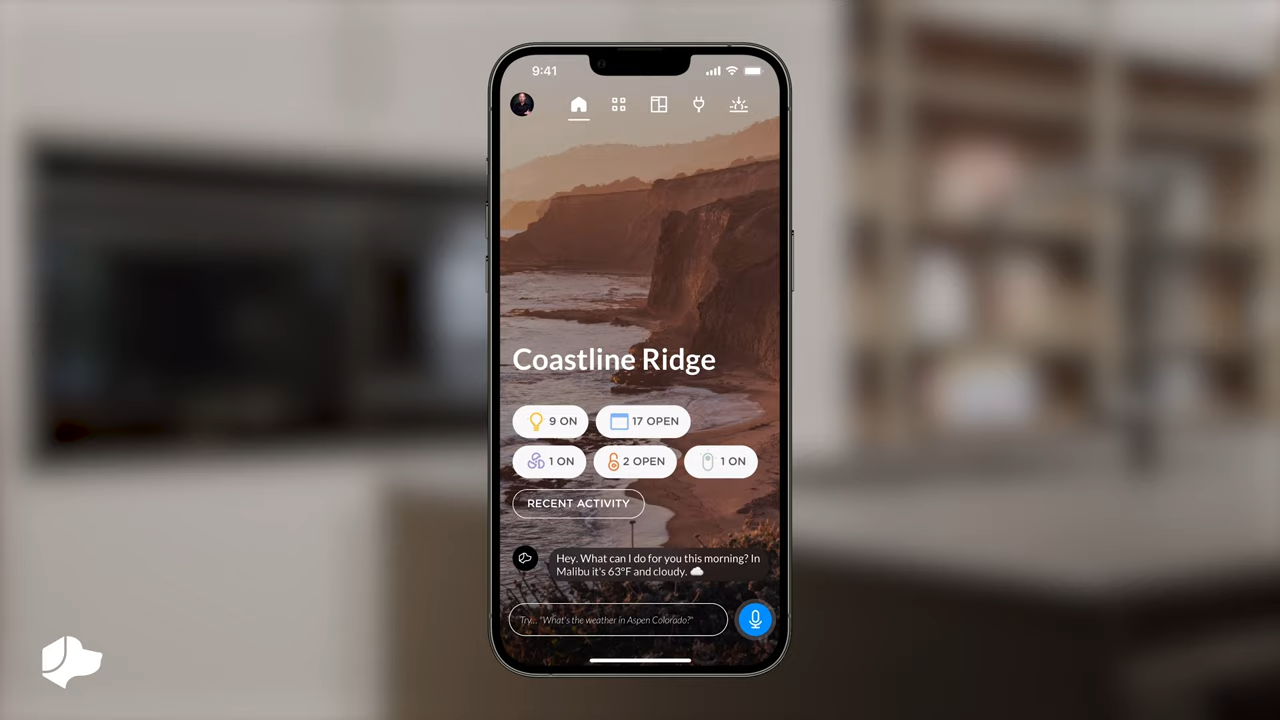 9:41
Coastline Ridge
9 ON
17 OPEN
1 ON
2 OPEN
1 ON
RECENT ACTIVITY
Hey. What can I do for you this morning? In
Malibu it's 63°F and cloudy.
Try... "What's the weather in Aspen Colorado?"